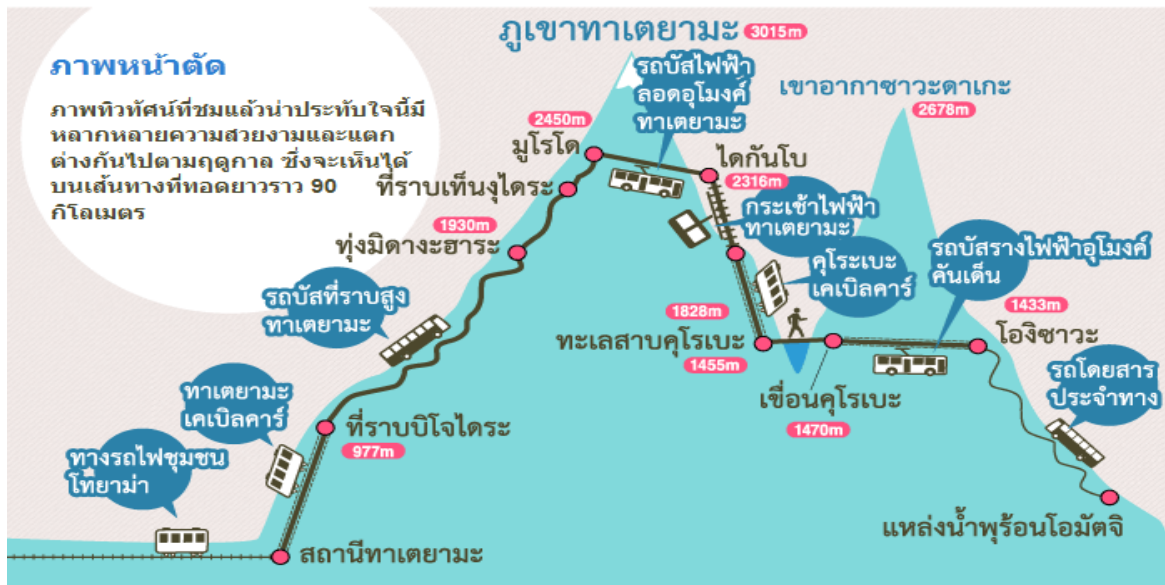 ภูเขาทาเตยามะ 3015m
ภาพหน้าตัด
ภาพทิวทัศน์ที่ชมแล้วน่าประทับใจนี้มี
หลากหลายความสวยงามและแตก
ต่างกันไปตามฤดูกาล ซึ่งจะเห็นได้
บนเส้นทางที่ทอดยาวราว 90
กิโลเมตร
รถบัสไฟฟ้า
ลอดอุโมงค์
ทาเตยามะ
เขาอากาซาวะดาเกะ
2678m
2450m
มูโรโด
ไดกันโบ
2316m
ที่ราบเท็นงุไดระ
กระเช้าไฟฟ้า
ทาเตยามะ
1930m
ทุ่งมิดางะฮาระ
คุโระเบะ
เคเบิลคาร์
รถบัสรางไฟฟ้าอุโมงค์
คันเด็น
รถบัสที่ราบสูง
ทาเตยามะ
1828m
ทะเลสาบคุโรเบะ
1455m
1433m
โองิซาวะ
เขื่อนคุโรเบะ
1470m
รถโดยสาร
ประจำทาง
ทาเตยามะ
เคเบิลคาร์
ที่ราบบิโจไดระ
977m
ทางรถไฟชุมชน
โทยาม่า
แหล่งน้ำพุร้อนโอมัตจิ
สถานีทาเตยามะ